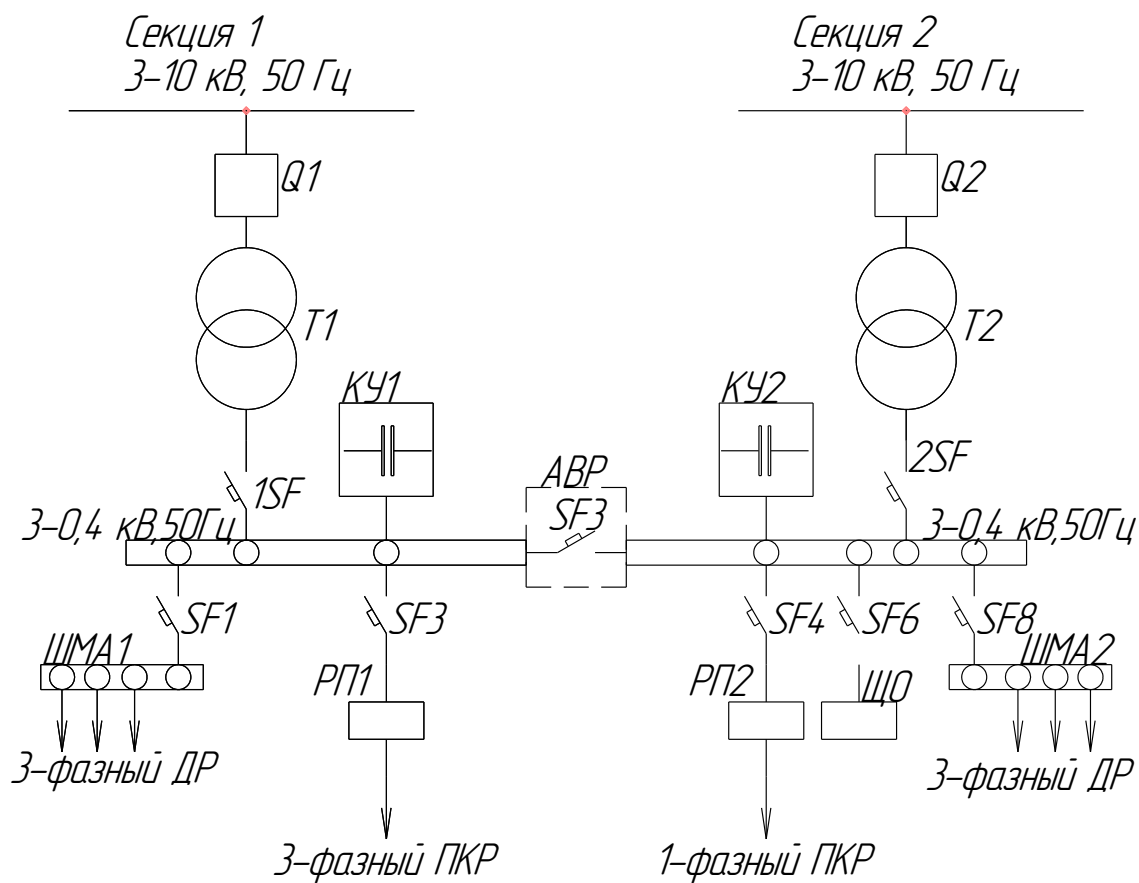 Секция 1
3-10 кВ, 50 Гц
Секция 2
3-10 кВ, 50 Гц
Q1
Q2
Т1
Т2
КУ1
КУ2
1SF
АВР
SF3
2SF
3-0,4 кВ,50Гц
3-0,4 кВ,50Гц
SF1
SF3
SF4
SF6
SF8
ШМА1
РП1
РП2
ЩО
ШМА2
3-фазный ДР
3-фазный ДР
3-фазный ПКР
1-фазный ПКР